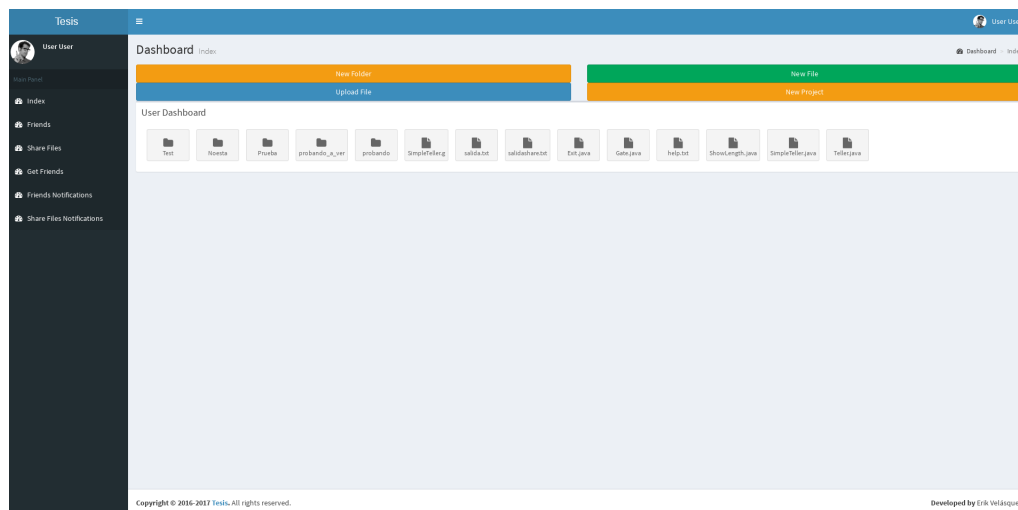 Tesis
User Use
User User
Main Panel
Index
Friends
Share Files
Get Friends
Friends Notifications
Share Files Notifications
Dashboard Index
Dashboard / Inde
New Folder
New File
Upload File
New Project
User Dashboard
Test
Noesta
Prueba
probando_a_ver
probando
SimpleTeller.g
salida.txt
salidashare.txt
Exit.java
Gate.java
help.txt
ShowLength.java
SimpleTeller.java
Teller.java
Copyright © 2016-2017 Tesis. All rights reserved.
Developed by Erik Velásque